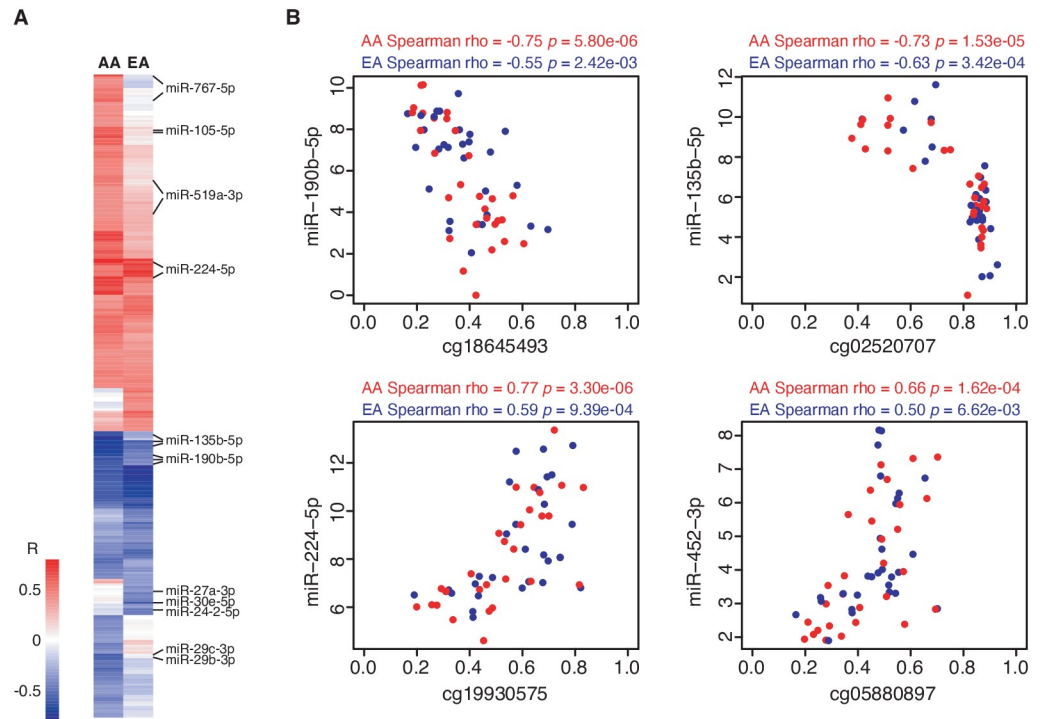 A
AA EA
miR-767-5p
miR-105-5p
miR-519a-3p
miR-224-5p
miR-135b-5p
miR-190b-5p
miR-27a-3p
miR-30e-5p
miR-24-2-5p
miR-29c-3p
miR-29b-3p
R
0.5
0
-0.5
B
AA Spearman rho = -0.75 p = 5.80e-06
EA Spearman rho = -0.55 p = 2.42e-03
miR-190b-5p
10
8
6
4
2
0
0.0 0.2 0.4 0.6 0.8 1.0
cg18645493
AA Spearman rho = -0.73 p = 1.53e-05
EA Spearman rho = -0.63 p = 3.42e-04
miR-135b-5p
12
10
8
6
4
2
0.0 0.2 0.4 0.6 0.8 1.0
cg02520707
AA Spearman rho = 0.77 p = 3.30e-06
EA Spearman rho = 0.59 p = 9.39e-04
miR-224-5p
12
10
8
6
0.0 0.2 0.4 0.6 0.8 1.0
cg19930575
AA Spearman rho = 0.66 p = 1.62e-04
EA Spearman rho = 0.50 p = 6.62e-03
miR-452-3p
8
7
6
5
4
3
2
0.0 0.2 0.4 0.6 0.8 1.0
cg05880897